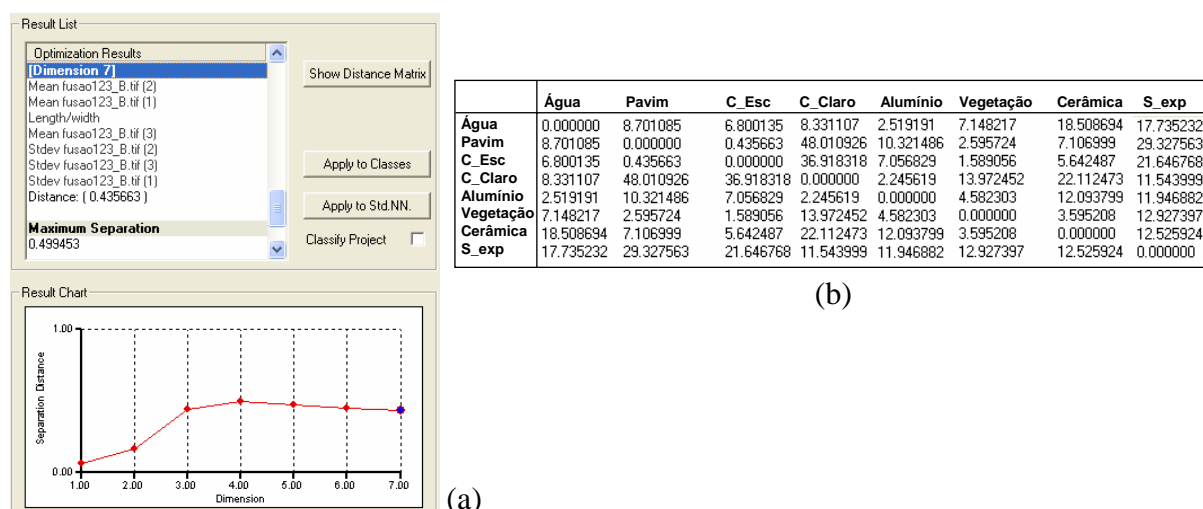 Result List
Optimization Results
[Dimension 7]
Mean fusao123_B.tif (2)
Mean fusao123_B.tif (1)
Length/width
Mean fusao123_B.tif (3)
Stdev fusao123_B.tif (2)
Stdev fusao123_B.tif (3)
Stdev fusao123_B.tif (1)
Distance: ( 0.435663 )
Maximum Separation
0.499453
Show Distance Matrix
Apply to Classes
Apply to Std.NN.
Classify Project
Result Chart
1.00
Separation Distance
0.00
1.00 2.00 3.00 4.00 5.00 6.00 7.00
Dimension
(a)
Água Pavim C_Esc C_Claro Alumínio Vegetação Cerâmica S_exp
Água 0.000000 8.701085 6.800135 8.331107 2.519191 7.148217 18.508694 17.735232
Pavim 8.701085 0.000000 0.435663 48.010926 10.321486 2.595724 7.106999 29.327563
C_Esc 6.800135 0.435663 0.000000 36.918318 7.056829 1.589056 5.642487 21.646768
C_Claro 8.331107 48.010926 36.918318 0.000000 2.245619 13.972452 22.112473 11.543999
Alumínio 2.519191 10.321486 7.056829 2.245619 0.000000 4.582303 12.093799 11.946882
Vegetação 7.148217 2.595724 1.589056 13.972452 4.582303 0.000000 3.595208 12.927397
Cerâmica 18.508694 7.106999 5.642487 22.112473 12.093799 3.595208 0.000000 12.525924
S_exp 17.735232 29.327563 21.646768 11.543999 11.946882 12.927397 12.525924 0.000000
(b)